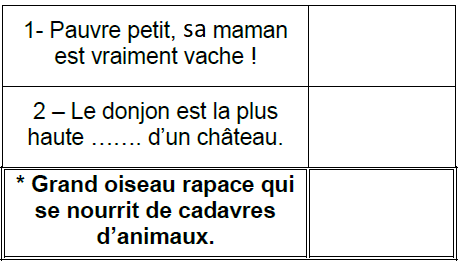 1- Pauvre petit, sa maman
est vraiment vache !
2 – Le donjon est la plus
haute ……. d’un château.
* Grand oiseau rapace qui
se nourrit de cadavres
d’animaux.